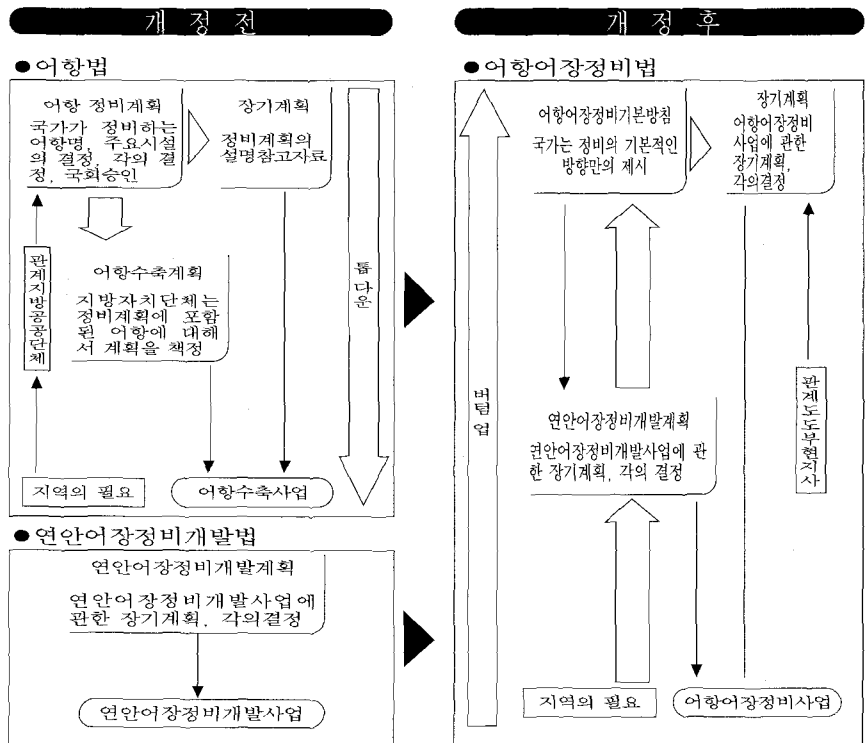 개 정 전
● 어항법
어항 정비계획
국가가 정비하는
어항명, 주요시설
의 결정, 각의 결
정, 국회승인
장기계획
정비계획의
설명참고자료
관계지방공공단체
어항수축계획
지방자치단체는
정비계획에 포함
된 어항에 대해
서 계획을 책정
톱다운
지역의 필요
어항수축사업
● 연안어장정비개발법
연안어장정비개발계획
연안어장정비개발사업에
관한 장기계획, 각의결정
연안어장정비개발사업
개 정 후
● 어항어장정비법
어항어장정비기본방침
국가는 정비의 기본적인
방향만의 제시
장기계획
어항어장정비
사업에 관한
장기계획,
각의결정
버텀업
연안어장정비개발계획
연안어장정비개발사업에 관
한 장기계획, 각의 결정
관계도도부현지사
지역의 필요
어항어장정비사업